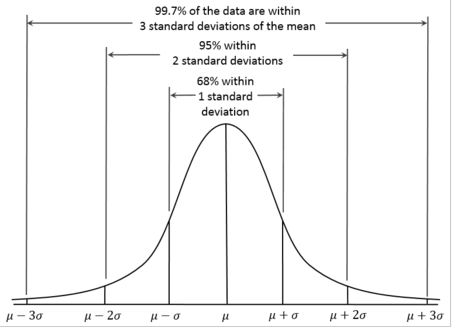 99.7% of the data are within
3 standard deviations of the mean
95% within
2 standard deviations
68% within
1 standard
deviation
μ − 3σ μ − 2σ μ − σ μ μ + σ μ + 2σ μ + 3σ